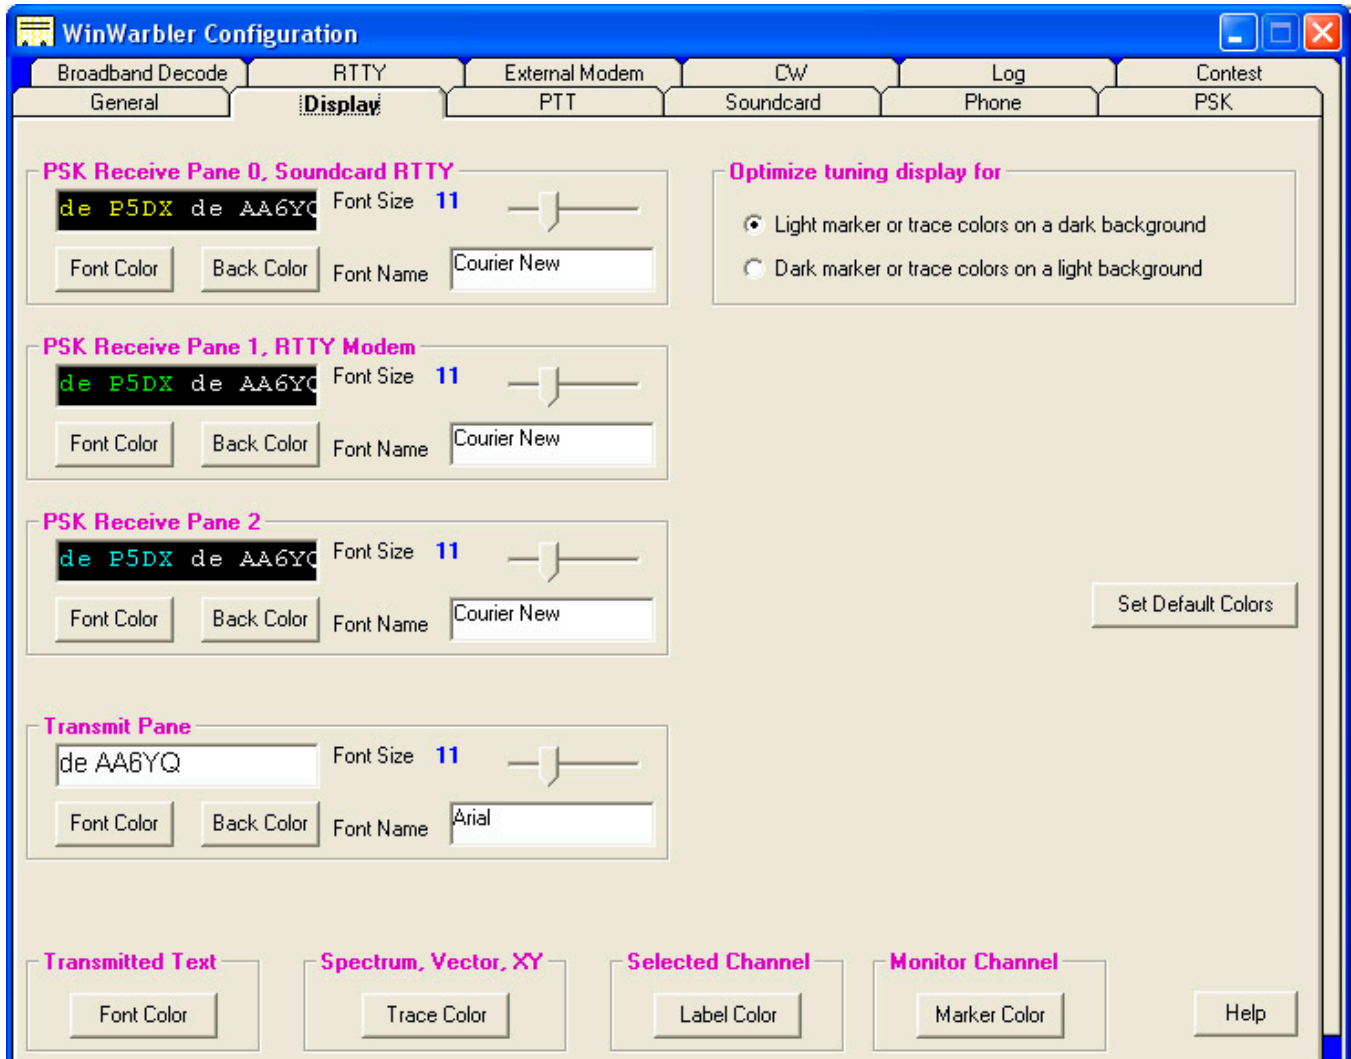 WinWarbler Configuration
Broadband Decode RTTY External Modem CW Log Contest
General Display PTT Soundcard Phone PSK
PSK Receive Pane 0, Soundcard RTTY
de P5DX de AA6YQ Font Size 11
Font Color Back Color Font Name Courier New
Optimize tuning display for
Light marker or trace colors on a dark background
Dark marker or trace colors on a light background
PSK Receive Pane 1, RTTY Modem
de P5DX de AA6YQ Font Size 11
Font Color Back Color Font Name Courier New
PSK Receive Pane 2
de P5DX de AA6YQ Font Size 11
Font Color Back Color Font Name Courier New
Set Default Colors
Transmit Pane
de AA6YQ Font Size 11
Font Color Back Color Font Name Arial
Transmitted Text Spectrum, Vector, XY Selected Channel Monitor Channel
Font Color Trace Color Label Color Marker Color Help